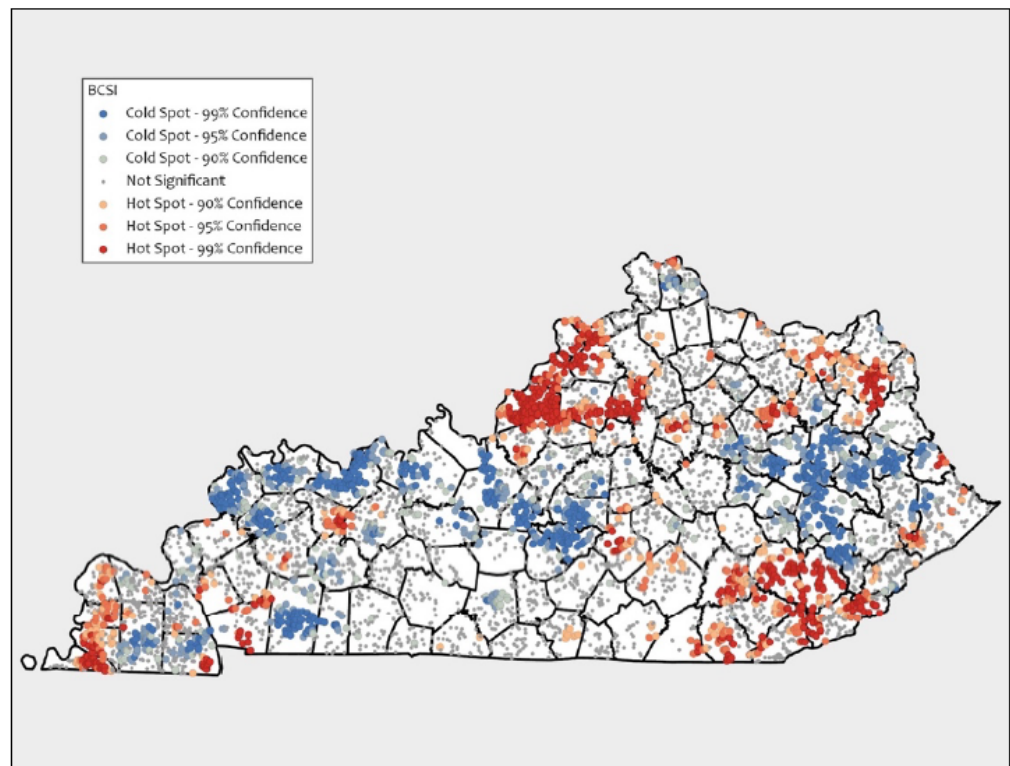 BCSI
Cold Spot - 99% Confidence
Cold Spot - 95% Confidence
Cold Spot - 90% Confidence
Not Significant
Hot Spot - 90% Confidence
Hot Spot - 95% Confidence
Hot Spot - 99% Confidence